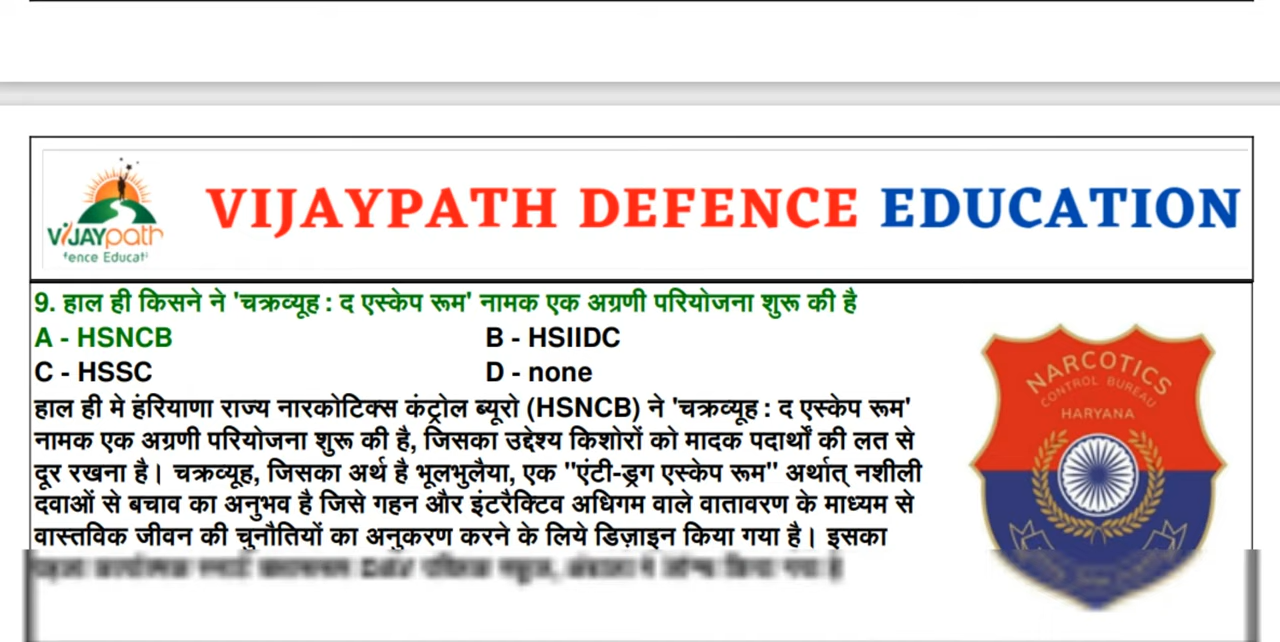 VIJAYPATH DEFENCE EDUCATION
ViJAYpath
fence Educat
9. हाल ही किसने ने 'चक्रव्यूह : द एस्केप रूम' नामक एक अग्रणी परियोजना शुरू की है
A - HSNCB B - HSIIDC
C - HSSC D - none
हाल ही मे हंरियाणा राज्य नारकोटिक्स कंट्रोल ब्यूरो (HSNCB) ने 'चक्रव्यूह : द एस्केप रूम'
नामक एक अग्रणी परियोजना शुरू की है, जिसका उद्देश्य किशोरों को मादक पदार्थों की लत से
दूर रखना है। चक्रव्यूह, जिसका अर्थ है भूलभुलैया, एक "एंटी-ड्रग एस्केप रूम" अर्थात् नशीली
दवाओं से बचाव का अनुभव है जिसे गहन और इंटरैक्टिव अधिगम वाले वातावरण के माध्यम से
वास्तविक जीवन की चुनौतियों का अनुकरण करने के लिये डिज़ाइन किया गया है। इसका
NARCOTICS
CONTROL BUREAU
HARYANA